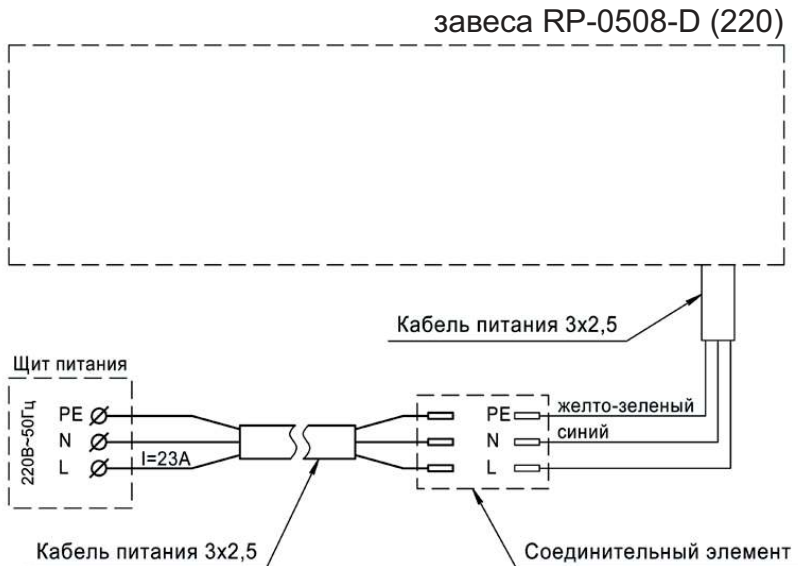 завеса RP-0508-D (220)
Кабель питания 3х2,5
Щит питания
220В~50Гц
PE
N
L
I=23А
PE
N
L
желто-зеленый
синий
Кабель питания 3х2,5
Соединительный элемент